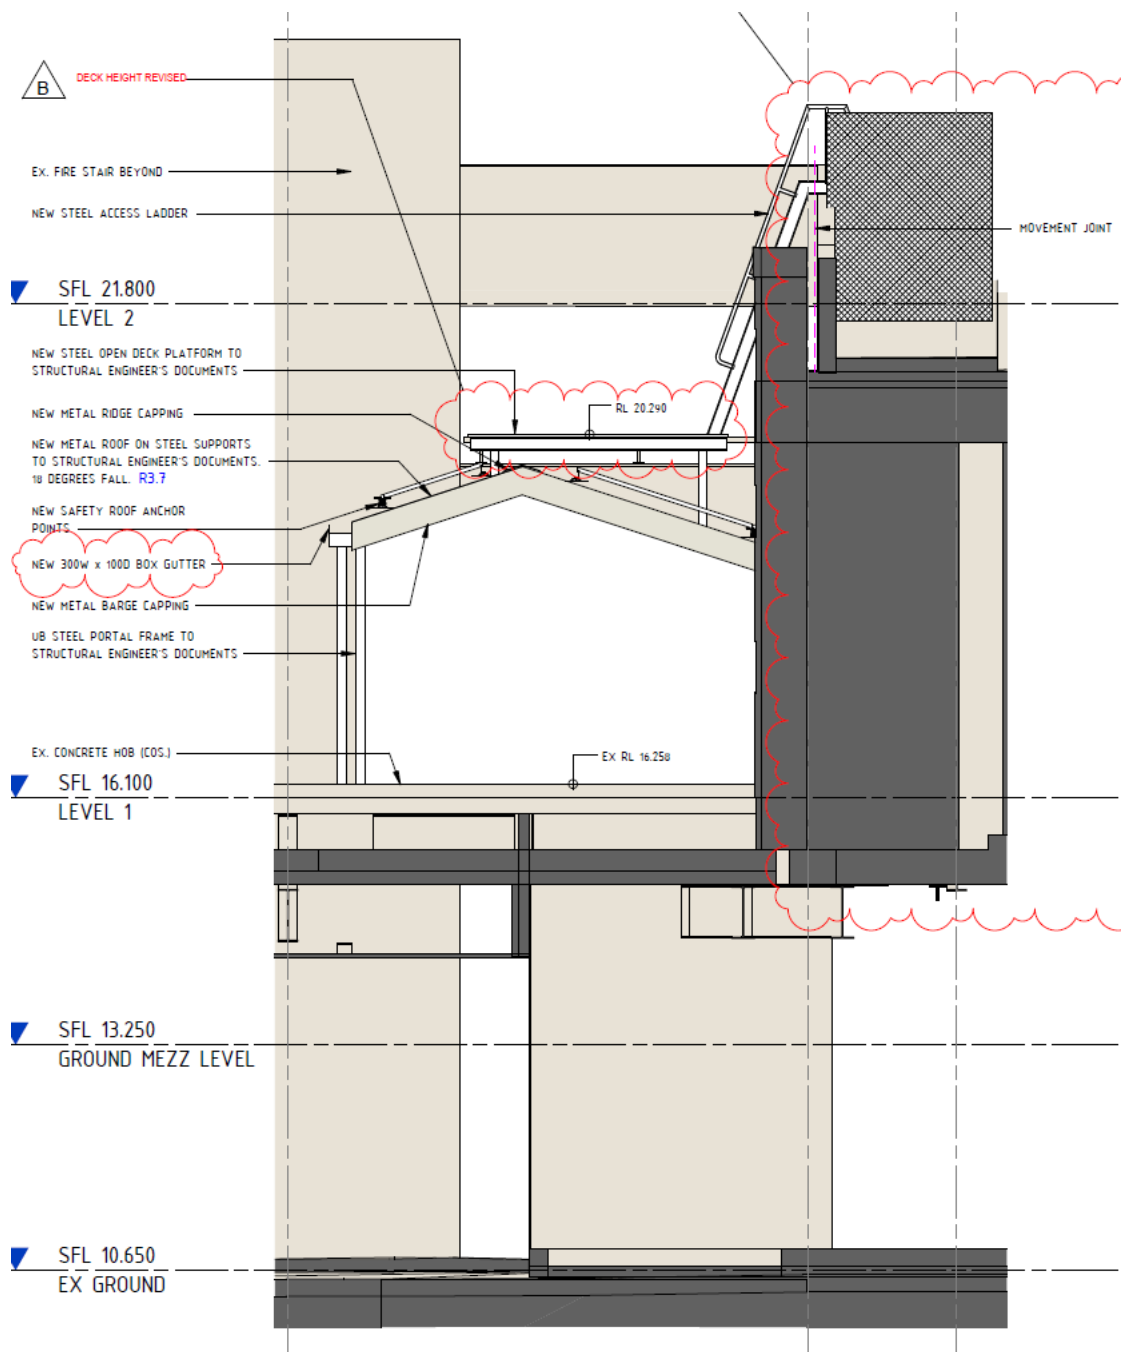 B
DECK HEIGHT REVISED
EX. FIRE STAIR BEYOND
NEW STEEL ACCESS LADDER
MOVEMENT JOINT
SFL 21.800
LEVEL 2
NEW STEEL OPEN DECK PLATFORM TO
STRUCTURAL ENGINEER'S DOCUMENTS
RL 20.290
NEW METAL RIDGE CAPPING
NEW METAL ROOF ON STEEL SUPPORTS
TO STRUCTURAL ENGINEER'S DOCUMENTS.
18 DEGREES FALL. R3.7
NEW SAFETY ROOF ANCHOR
POINTS
NEW 300W x 100D BOX GUTTER
NEW METAL BARGE CAPPING
UB STEEL PORTAL FRAME TO
STRUCTURAL ENGINEER'S DOCUMENTS
EX. CONCRETE HOB (COS.)
EX RL 16.258
SFL 16.100
LEVEL 1
SFL 13.250
GROUND MEZZ LEVEL
SFL 10.650
EX GROUND